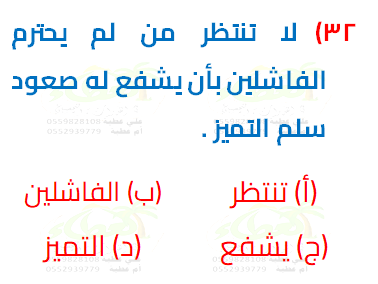 ٣٢) لا تنتظر من لم يحترم
الفاشلين بأن يشفع له صعود
سلم التميز .
(أ) تنتظر (ب) الفاشلين
(ج) يشفع (د) التميز